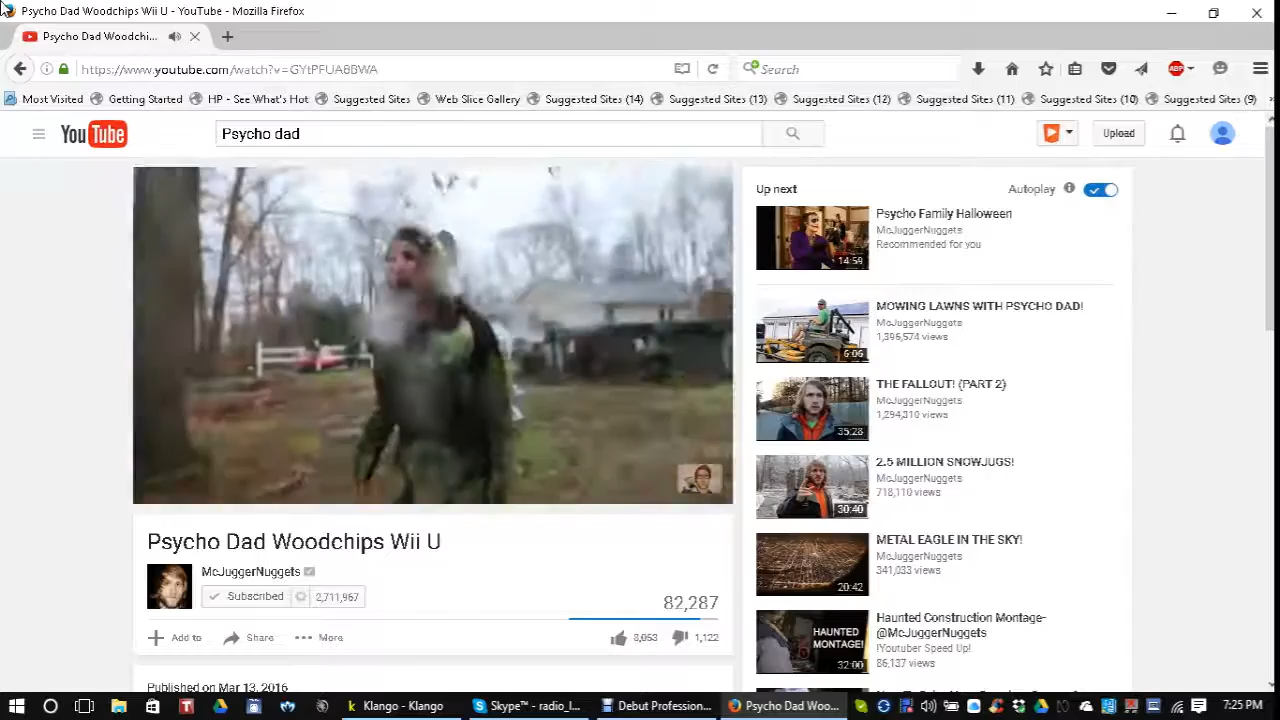 Psycho Dad Woodchips Wii U - YouTube - Mozilla Firefox
Psycho Dad Woodchi...
https://www.youtube.com/watch?v=GYtPFUA8BWA
Search
ABP
Most Visited Getting Started HP - See What's Hot Suggested Sites Web Slice Gallery Suggested Sites (14) Suggested Sites (13) Suggested Sites (12) Suggested Sites (11) Suggested Sites (10) Suggested Sites (9)
YouTube
Psycho dad
Upload
Up next
Autoplay
Psycho Family Halloween
McJuggerNuggets
Recommended for you
14:59
MOWING LAWNS WITH PSYCHO DAD!
McJuggerNuggets
1,396,574 views
6:06
THE FALLOUT! (PART 2)
McJuggerNuggets
1,294,310 views
35:28
2.5 MILLION SNOWJUGS!
McJuggerNuggets
718,110 views
30:40
METAL EAGLE IN THE SKY!
McJuggerNuggets
341,033 views
20:42
Haunted Construction Montage-
@McJuggerNuggets
!Youtuber Speed Up!
86,137 views
HAUNTED
MONTAGE!
32:00
Psycho Dad Woodchips Wii U
McJuggerNuggets
Subscribed 2,711,967
82,287
Add to Share More
3,053 1,122
Published on Mar 13, 2016
Klango - Klango
Skype™ - radio_l...
Debut Profession...
Psycho Dad Woo...
7:25 PM